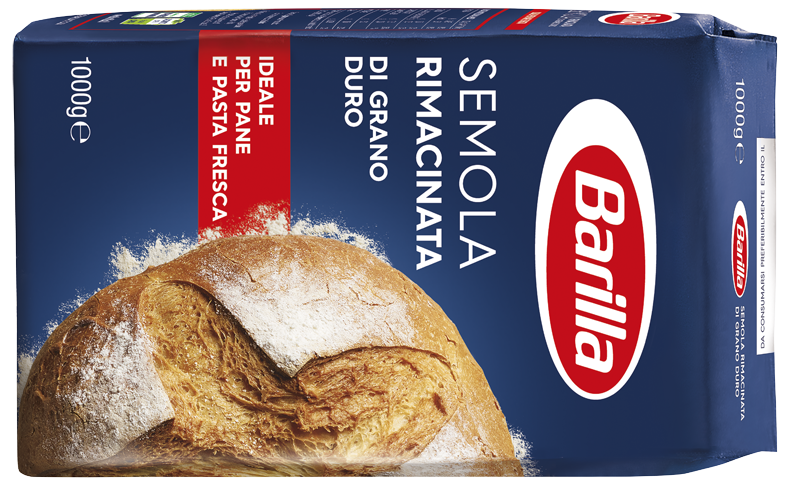 Barilla
SEMOLA
RIMACINATA
DI GRANO
DURO
IDEALE
PER PANE
E PASTA FRESCA
1000g e
1000g e
Barilla
SEMOLA RIMACINATA
DI GRANO DURO
DA CONSUMARSI PREFERIBILMENTE ENTRO IL
Barilla